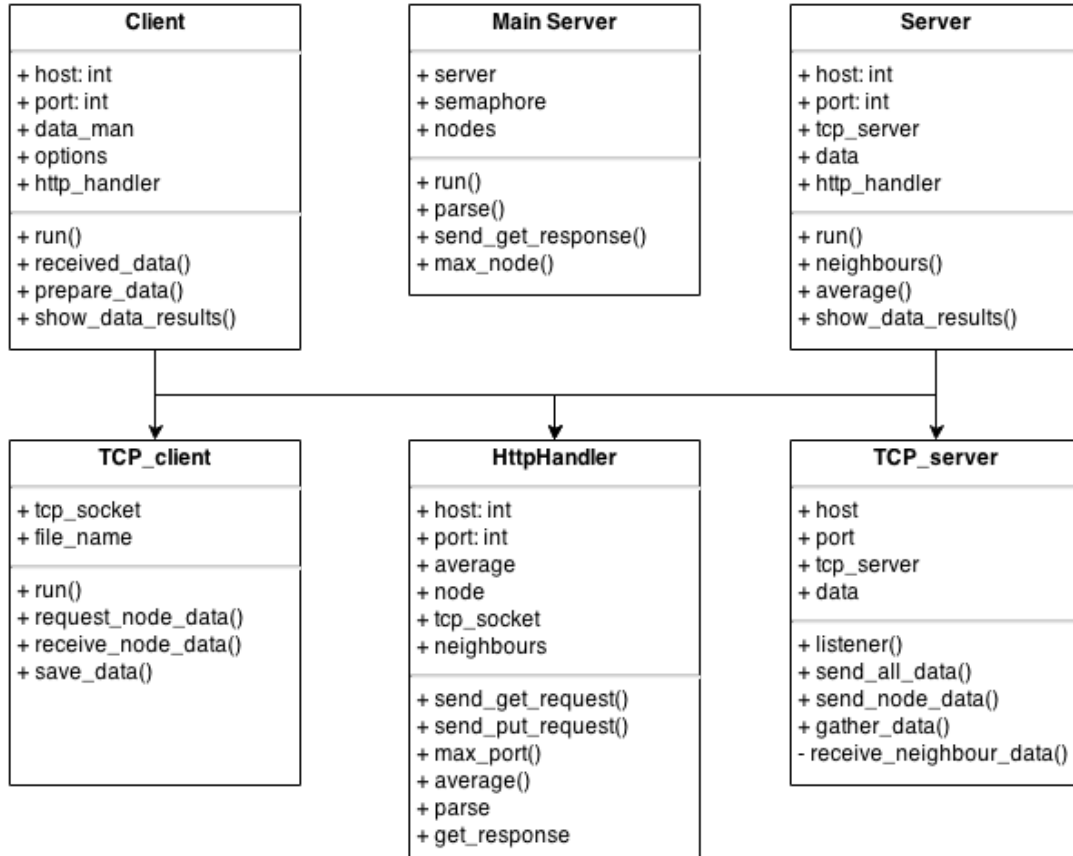 Client
+ host: int
+ port: int
+ data_man
+ options
+ http_handler
+ run()
+ received_data()
+ prepare_data()
+ show_data_results()
Main Server
+ server
+ semaphore
+ nodes
+ run()
+ parse()
+ send_get_response()
+ max_node()
Server
+ host: int
+ port: int
+ tcp_server
+ data
+ http_handler
+ run()
+ neighbours()
+ average()
+ show_data_results()
TCP_client
+ tcp_socket
+ file_name
+ run()
+ request_node_data()
+ receive_node_data()
+ save_data()
HttpHandler
+ host: int
+ port: int
+ average
+ node
+ tcp_socket
+ neighbours
+ send_get_request()
+ send_put_request()
+ max_port()
+ average()
+ parse
+ get_response
TCP_server
+ host
+ port
+ tcp_server
+ data
+ listener()
+ send_all_data()
+ send_node_data()
+ gather_data()
- receive_neighbour_data()